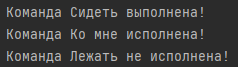 Команда Сидеть выполнена!
Команда Ко мне исполнена!
Команда Лежать не исполнена!